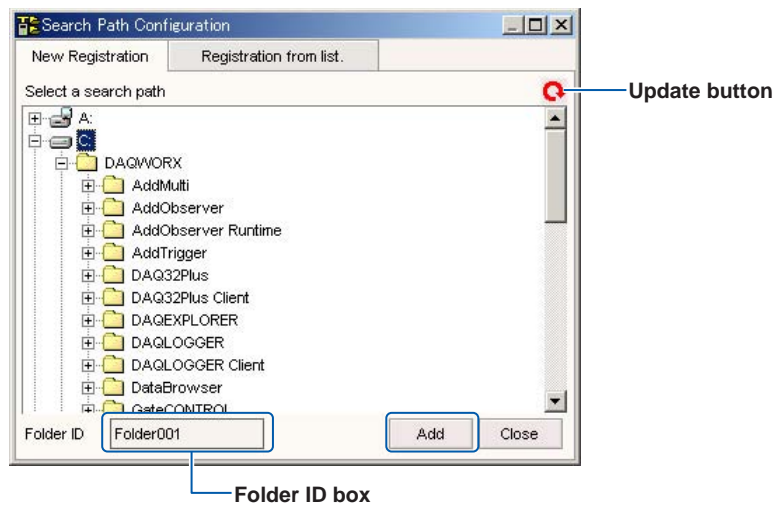 Search Path Configuration
New Registration
Registration from list.
Select a search path
Update button
A:
C:
DAQWORX
AddMulti
AddObserver
AddObserver Runtime
AddTrigger
DAQ32Plus
DAQ32Plus Client
DAQEXPLORER
DAQLOGGER
DAQLOGGER Client
DataBrowser
GateCONTROL
Folder ID
Folder001
Add
Close
Folder ID box